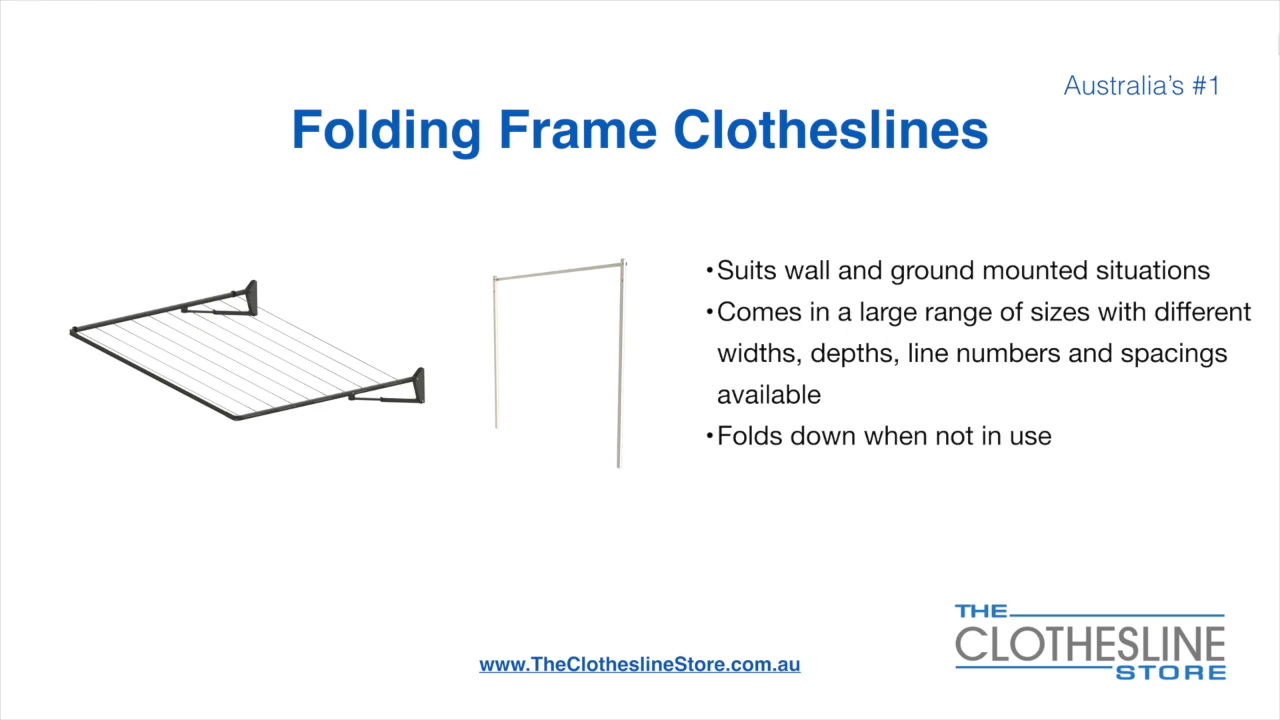 Australia's #1
Folding Frame Clotheslines
•Suits wall and ground mounted situations
•Comes in a large range of sizes with different
widths, depths, line numbers and spacings
available
•Folds down when not in use
THE
CLOTHESLINE
STORE
www.TheClotheslineStore.com.au